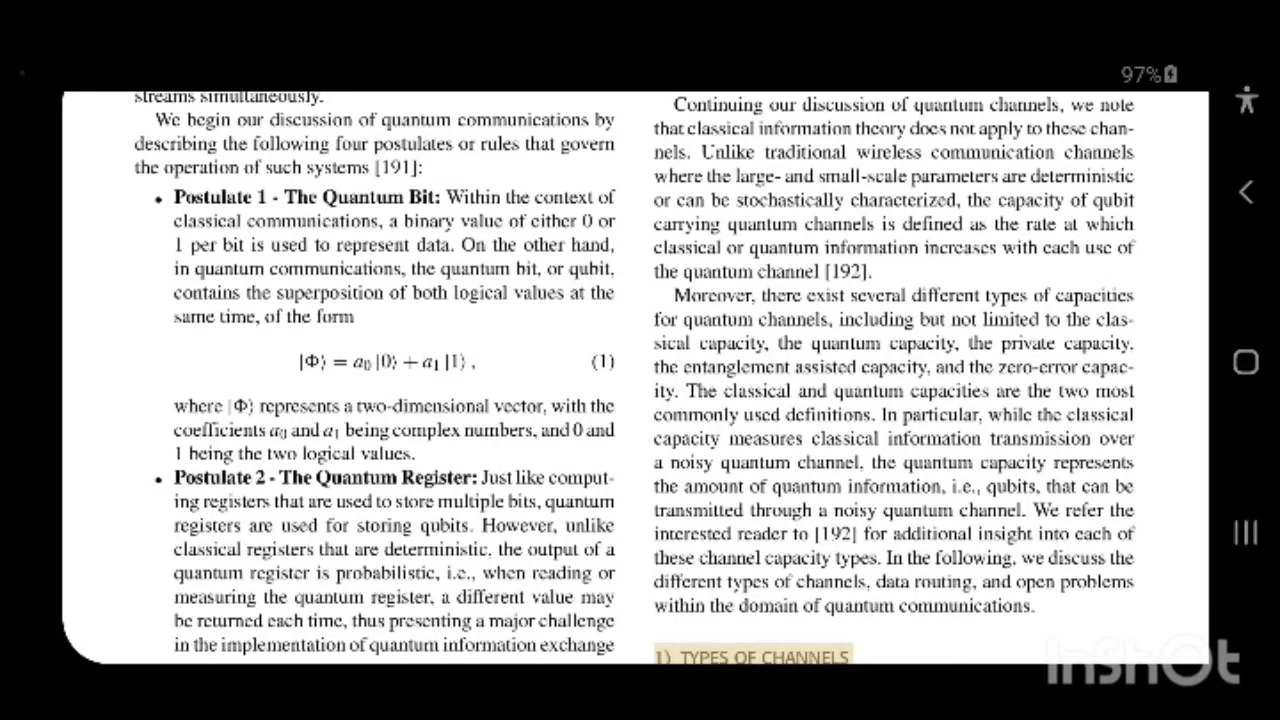 97%
streams simultaneously.
We begin our discussion of quantum communications by
describing the following four postulates or rules that govern
the operation of such systems [191]:
• Postulate 1 - The Quantum Bit: Within the context of
classical communications, a binary value of either 0 or
1 per bit is used to represent data. On the other hand,
in quantum communications, the quantum bit, or qubit,
contains the superposition of both logical values at the
same time, of the form
|Φ⟩ = a₀ |0⟩ + a₁ |1⟩ , (1)
where |Φ⟩ represents a two-dimensional vector, with the
coefficients a₀ and a₁ being complex numbers, and 0 and
1 being the two logical values.
• Postulate 2 - The Quantum Register: Just like comput-
ing registers that are used to store multiple bits, quantum
registers are used for storing qubits. However, unlike
classical registers that are deterministic, the output of a
quantum register is probabilistic, i.e., when reading or
measuring the quantum register, a different value may
be returned each time, thus presenting a major challenge
in the implementation of quantum information exchange
Continuing our discussion of quantum channels, we note
that classical information theory does not apply to these chan-
nels. Unlike traditional wireless communication channels
where the large- and small-scale parameters are deterministic
or can be stochastically characterized, the capacity of qubit
carrying quantum channels is defined as the rate at which
classical or quantum information increases with each use of
the quantum channel [192].
Moreover, there exist several different types of capacities
for quantum channels, including but not limited to the clas-
sical capacity, the quantum capacity, the private capacity,
the entanglement assisted capacity, and the zero-error capac-
ity. The classical and quantum capacities are the two most
commonly used definitions. In particular, while the classical
capacity measures classical information transmission over
a noisy quantum channel, the quantum capacity represents
the amount of quantum information, i.e., qubits, that can be
transmitted through a noisy quantum channel. We refer the
interested reader to [192] for additional insight into each of
these channel capacity types. In the following, we discuss the
different types of channels, data routing, and open problems
within the domain of quantum communications.
1) TYPES OF CHANNELS
InShOt